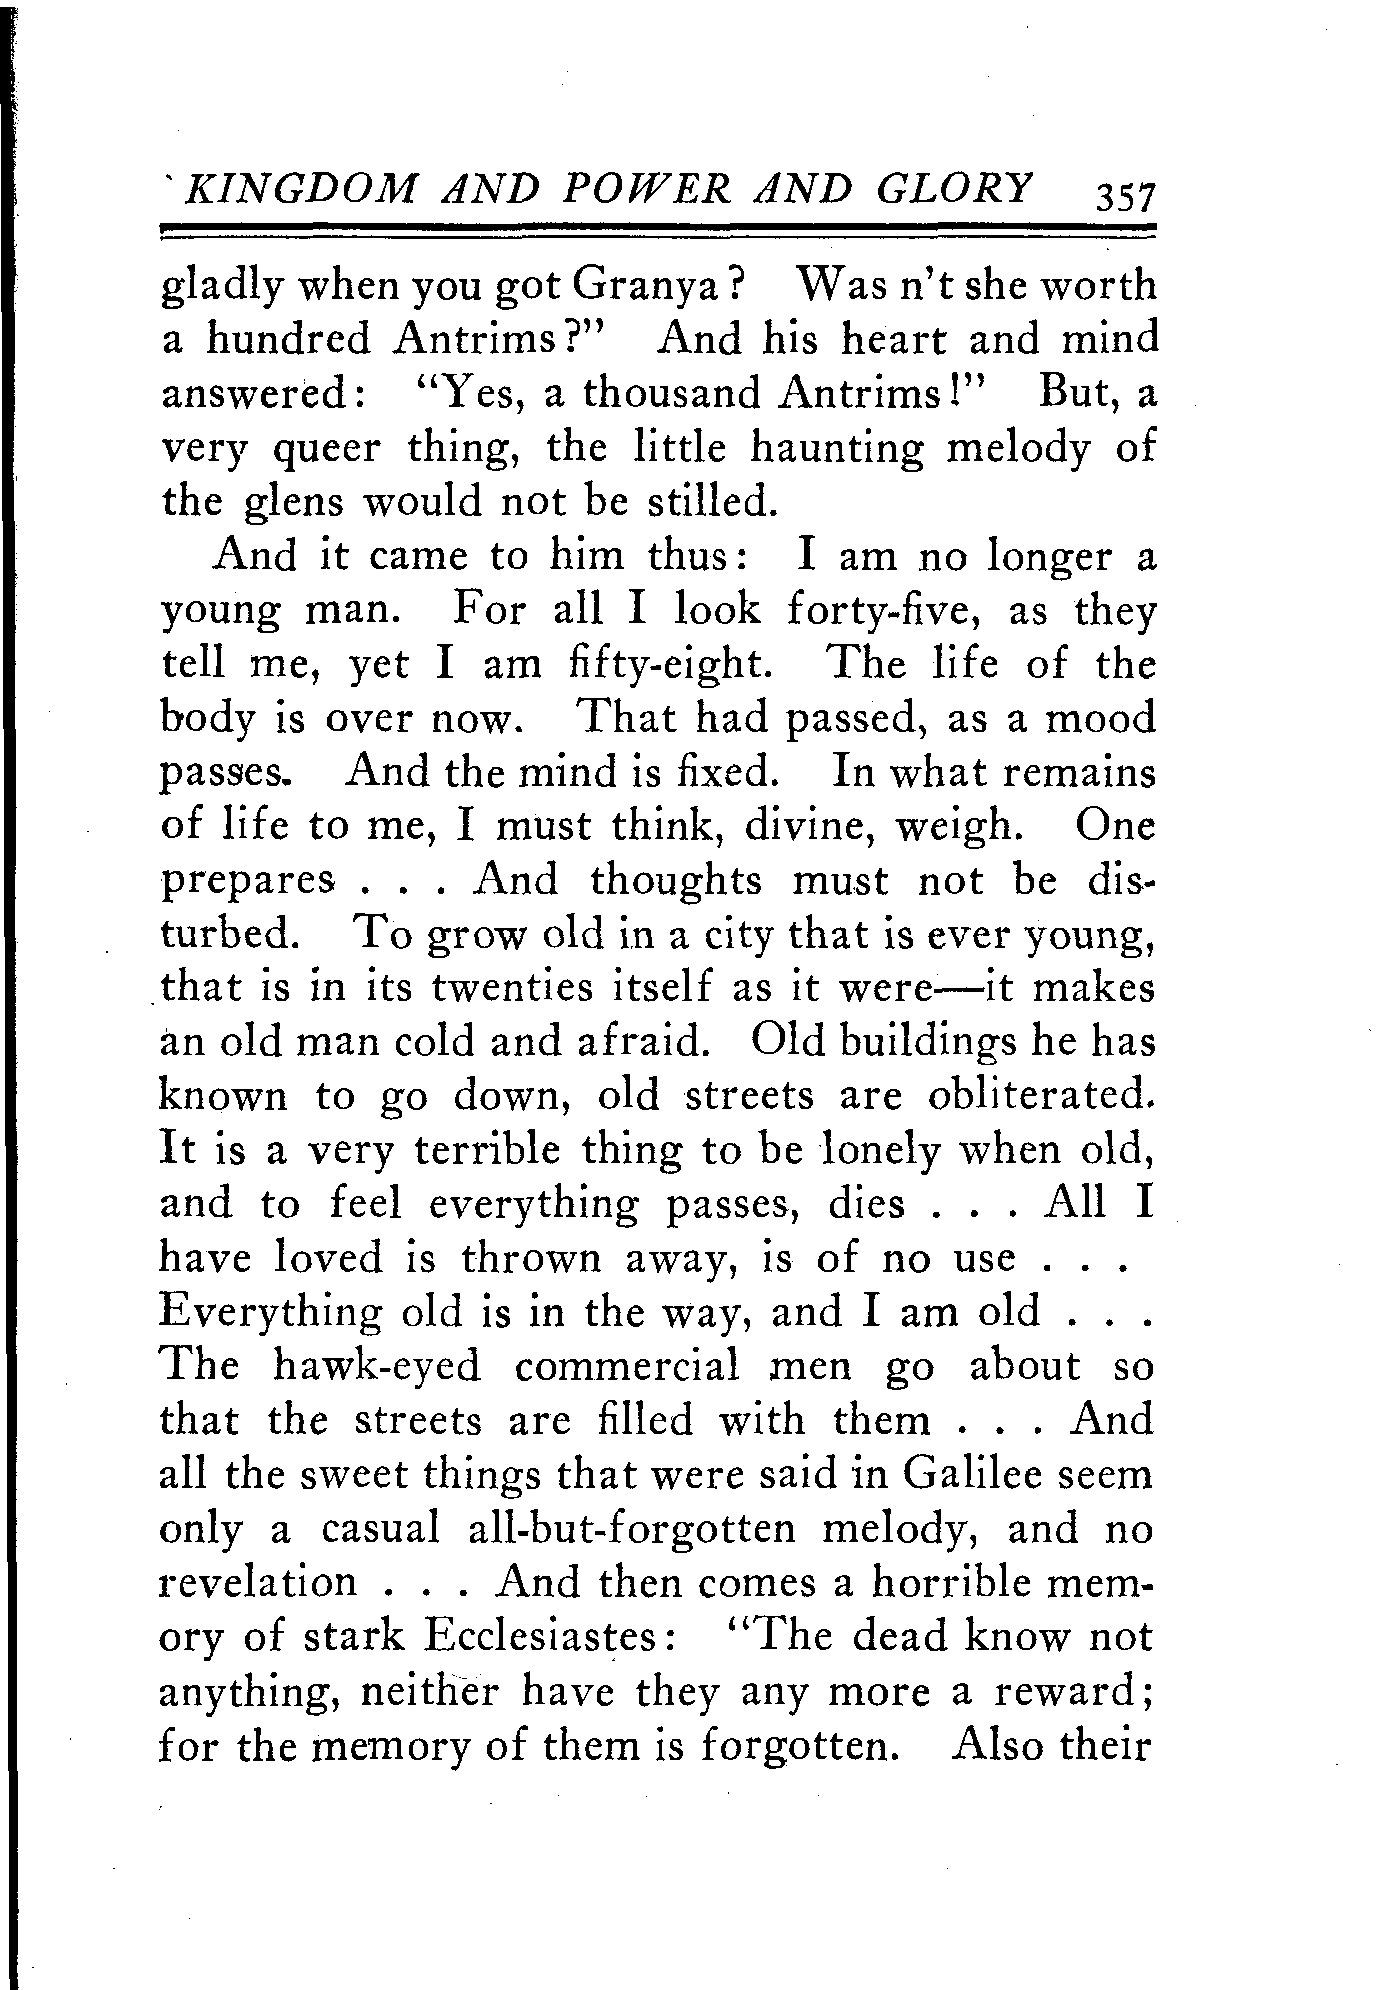 KINGDOM AND POWER AND GLORY 357
gladly when you got Granya? Was n't she worth
a hundred Antrims?" And his heart and mind
answered: "Yes, a thousand Antrims!" But, a
very queer thing, the little haunting melody of
the glens would not be stilled.
And it came to him thus: I am no longer a
young man. For all I look forty-five, as they
tell me, yet I am fifty-eight. The life of the
body is over now. That had passed, as a mood
passes. And the mind is fixed. In what remains
of life to me, I must think, divine, weigh. One
prepares . . . And thoughts must not be dis-
turbed. To grow old in a city that is ever young,
that is in its twenties itself as it were—it makes
an old man cold and afraid. Old buildings he has
known to go down, old streets are obliterated.
It is a very terrible thing to be lonely when old,
and to feel everything passes, dies . . . All I
have loved is thrown away, is of no use . . .
Everything old is in the way, and I am old . . .
The hawk-eyed commercial men go about so
that the streets are filled with them . . . And
all the sweet things that were said in Galilee seem
only a casual all-but-forgotten melody, and no
revelation . . . And then comes a horrible mem-
ory of stark Ecclesiastes: "The dead know not
anything, neither have they any more a reward;
for the memory of them is forgotten. Also their